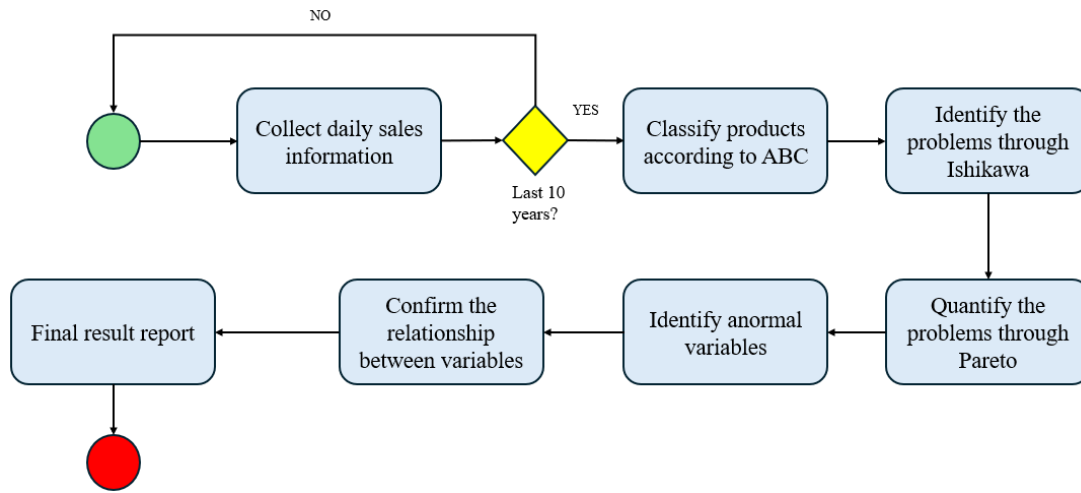 NO
Collect daily sales
information
YES
Last 10
years?
Classify products
according to ABC
Identify the
problems through
Ishikawa
Quantify the
problems through
Pareto
Identify anormal
variables
Confirm the
relationship
between variables
Final result report